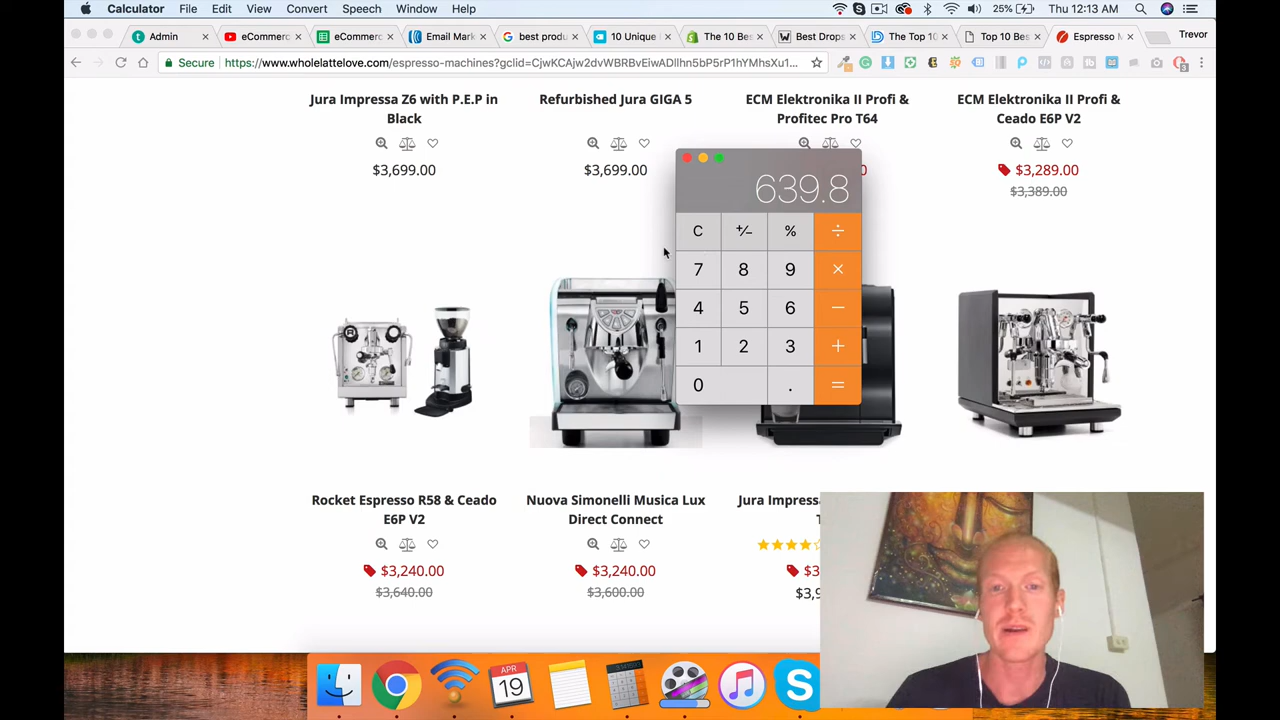 Calculator File Edit View Convert Speech Window Help 25% Thu 12:13 AM
Admin eCommerc eCommerc Email Mark best produ 10 Unique The 10 Bes Best Drops The Top 10 Top 10 Bes Espresso M Trevor
Secure https://www.wholelattelove.com/espresso-machines?gclid=CjwKCAjw2dvWBRBvEiwADllhn5bP5rP1hYMhsXu1...
Jura Impressa Z6 with P.E.P in
Black
$3,699.00
Refurbished Jura GIGA 5
$3,699.00
ECM Elektronika II Profi &
Profitec Pro T64
0
ECM Elektronika II Profi &
Ceado E6P V2
$3,289.00
$3,389.00
639.8
C +/- % ÷
7 8 9 ×
4 5 6 −
1 2 3 +
0 . =
Rocket Espresso R58 & Ceado
E6P V2
$3,240.00
$3,640.00
Nuova Simonelli Musica Lux
Direct Connect
$3,240.00
$3,600.00
Jura Impress
T
$3
$3,9
APR
19